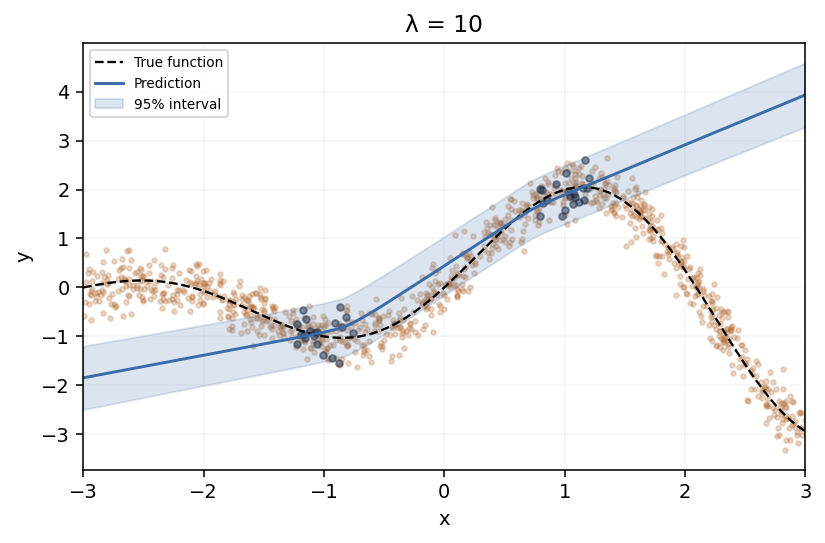 λ = 10
True function
Prediction
95% interval
y
4
3
2
1
0
−1
−2
−3
−3 −2 −1 0 1 2 3
x